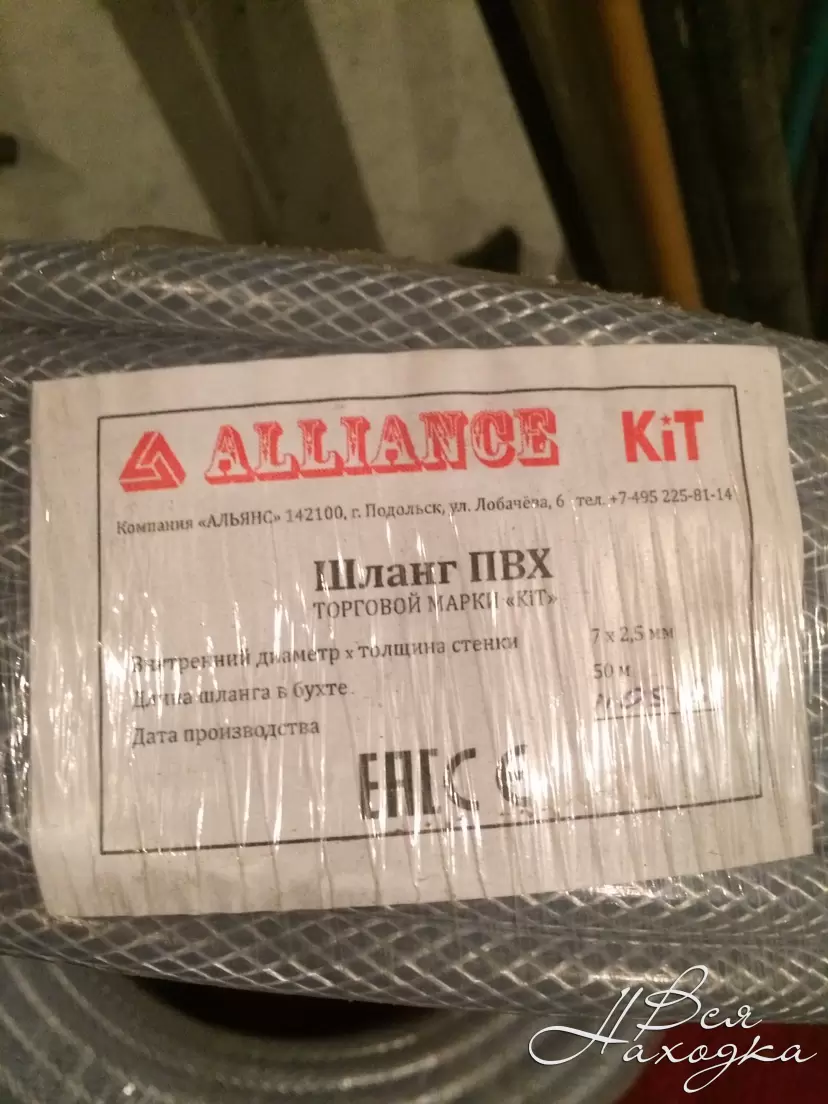 ALLIANCE KiT
Компания «АЛЬЯНС» 142100, г. Подольск, ул. Лобачёва, 6 тел. +7-495 225-81-14
Шланг ПВХ
ТОРГОВОЙ МАРКИ «KiT»
Внутренний диаметр х толщина стенки 7 х 2,5 мм
Длина шланга в бухте 50 м
Дата производства
ЕАС CE
Вся
Находка